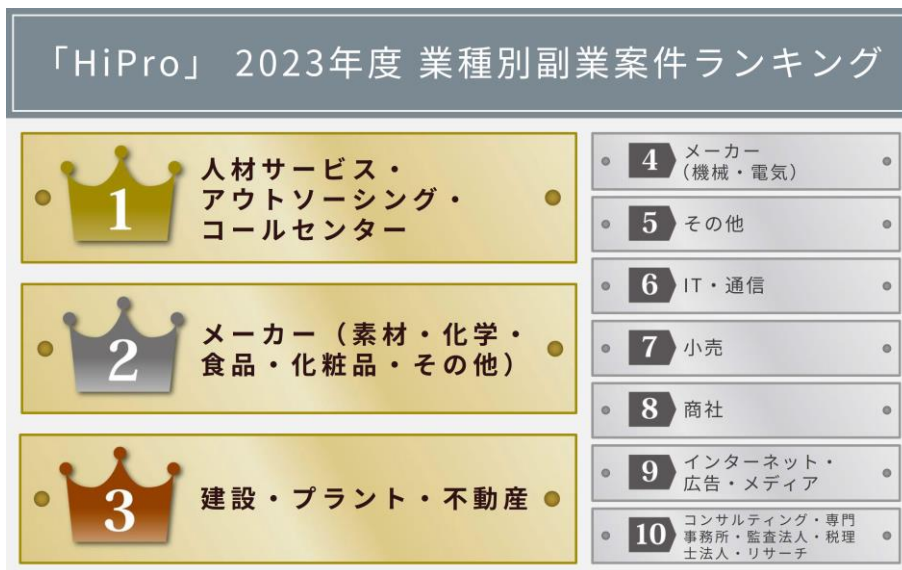 「HiPro」 2023年度 業種別副業案件ランキング
1
人材サービス・
アウトソーシング・
コールセンター
2
メーカー（素材・化学・
食品・化粧品・その他）
3
建設・プラント・不動産
4
メーカー
（機械・電気）
5
その他
6
IT・通信
7
小売
8
商社
9
インターネット・
広告・メディア
10
コンサルティング・専門
事務所・監査法人・税理
士法人・リサーチ